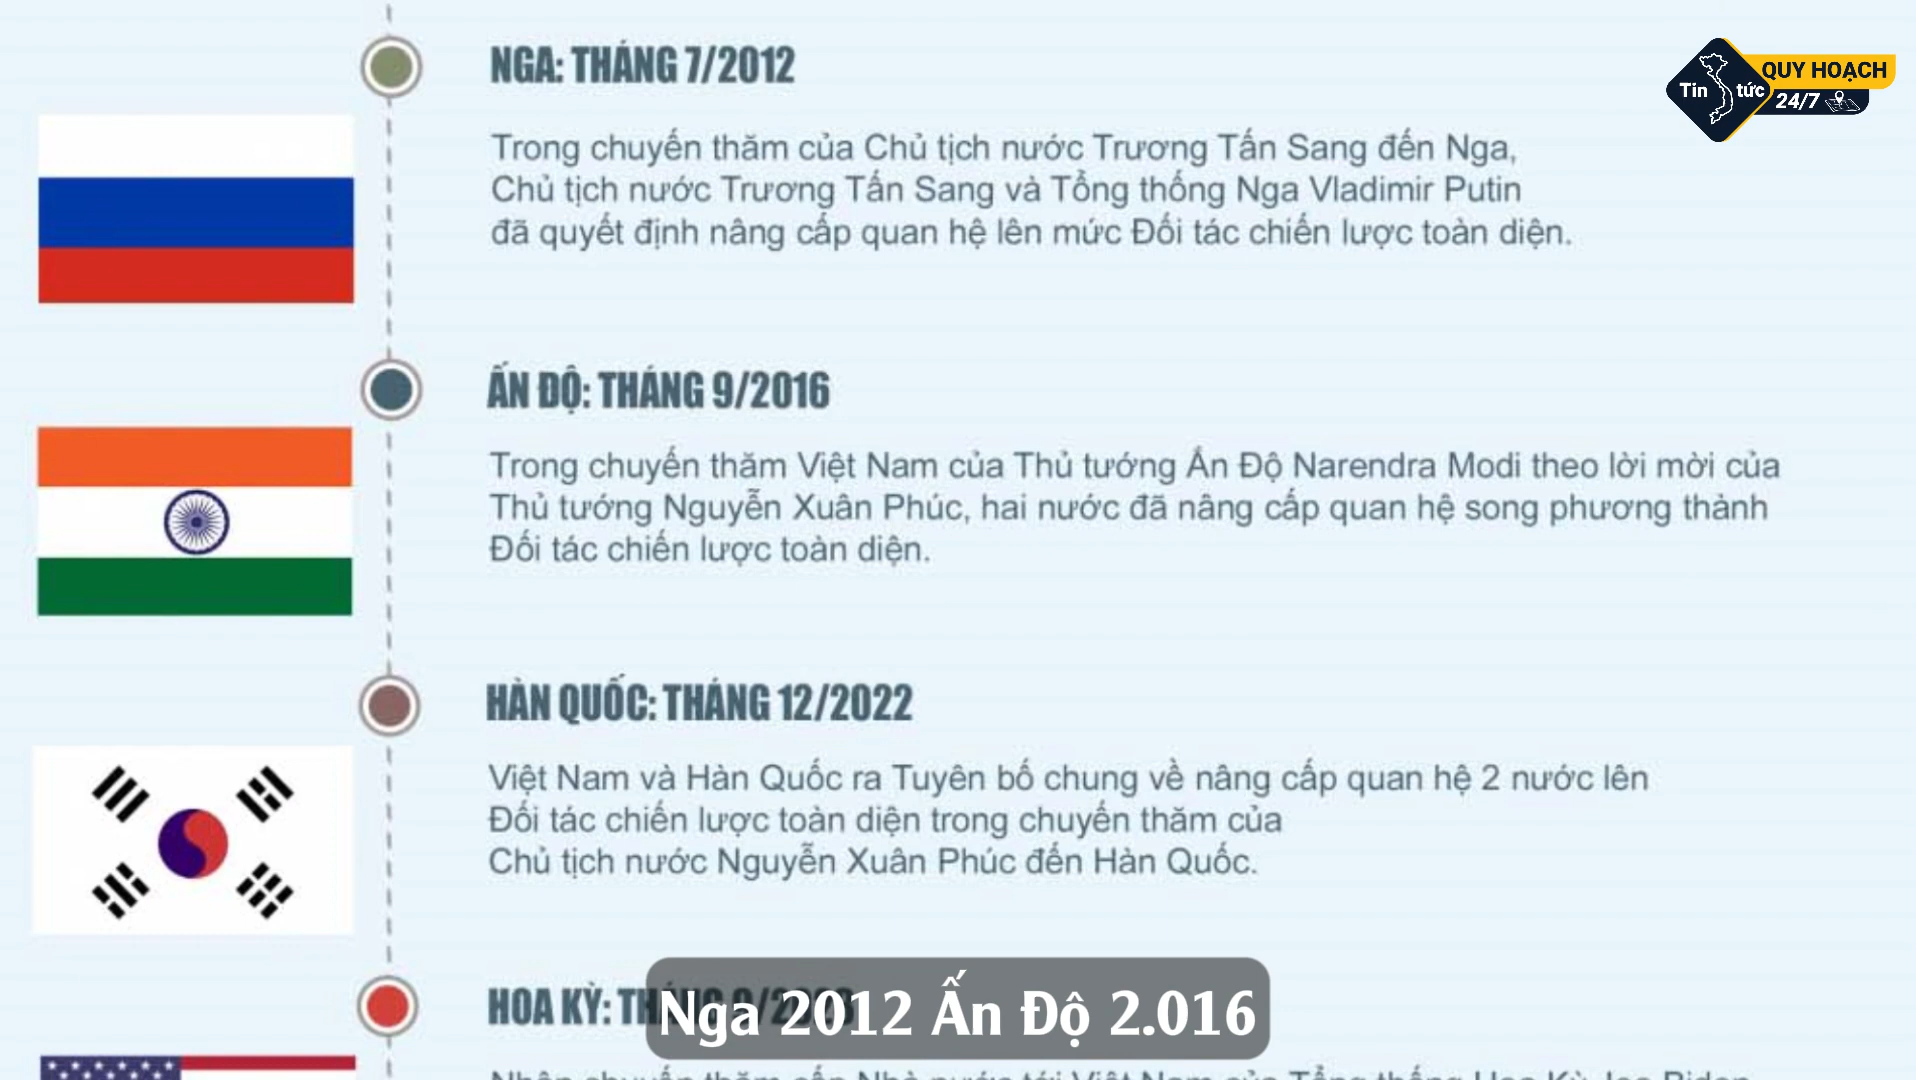 NGA: THÁNG 7/2012
Tin tức QUY HOẠCH
24/7
Trong chuyến thăm của Chủ tịch nước Trương Tấn Sang đến Nga,
Chủ tịch nước Trương Tấn Sang và Tổng thống Nga Vladimir Putin
đã quyết định nâng cấp quan hệ lên mức Đối tác chiến lược toàn diện.
ẤN ĐỘ: THÁNG 9/2016
Trong chuyến thăm Việt Nam của Thủ tướng Ấn Độ Narendra Modi theo lời mời của
Thủ tướng Nguyễn Xuân Phúc, hai nước đã nâng cấp quan hệ song phương thành
Đối tác chiến lược toàn diện.
HÀN QUỐC: THÁNG 12/2022
Việt Nam và Hàn Quốc ra Tuyên bố chung về nâng cấp quan hệ 2 nước lên
Đối tác chiến lược toàn diện trong chuyến thăm của
Chủ tịch nước Nguyễn Xuân Phúc đến Hàn Quốc.
HOA KỲ: THÁNG 9/2023
Nga 2012 Ấn Độ 2.016